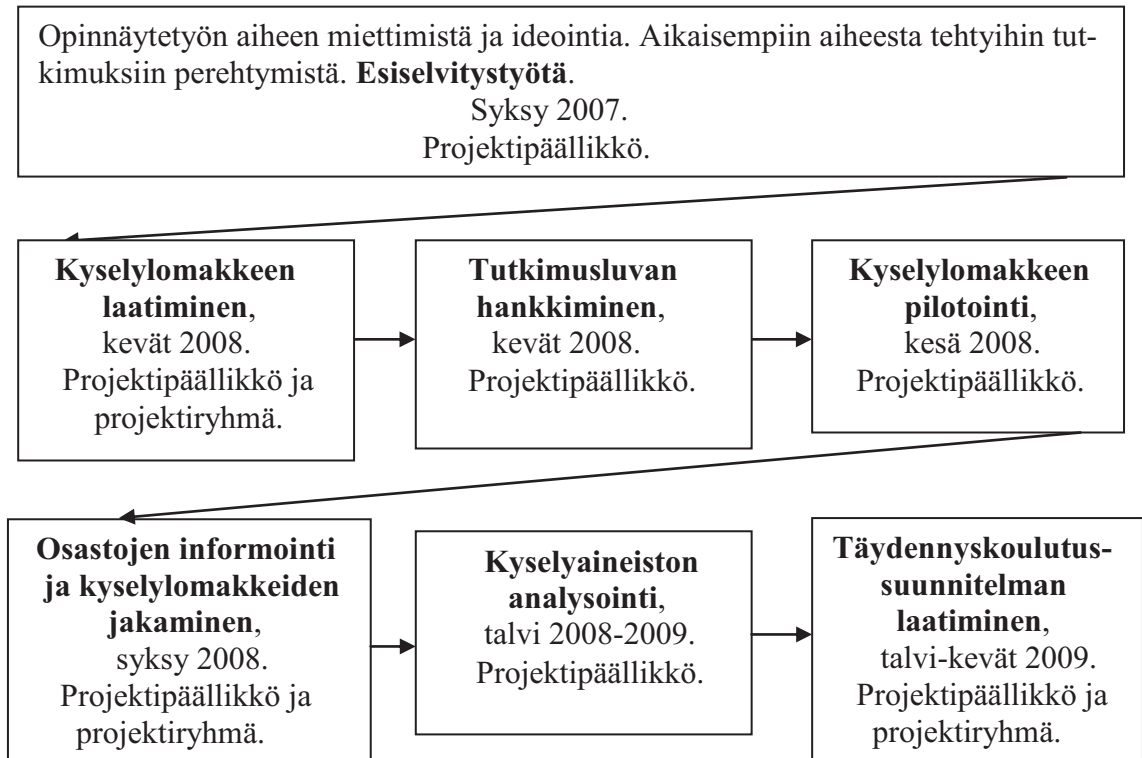 Opinnäytetyön aiheen miettimistä ja ideointia. Aikaisempiin aiheesta tehtyihin tut-
kimuksiin perehtymistä. Esiselvitystyötä.
Syksy 2007.
Projektipäällikkö.
Kyselylomakkeen
laatiminen,
kevät 2008.
Projektipäällikkö ja
projektiryhmä.
Tutkimusluvan
hankkiminen,
kevät 2008.
Projektipäällikkö.
Kyselylomakkeen
pilotointi,
kesä 2008.
Projektipäällikkö.
Osastojen informointi
ja kyselylomakkeiden
jakaminen,
syksy 2008.
Projektipäällikkö ja
projektiryhmä.
Kyselyaineiston
analysointi,
talvi 2008-2009.
Projektipäällikkö.
Täydennyskoulutus-
suunnitelman
laatiminen,
talvi-kevät 2009.
Projektipäällikkö ja
projektiryhmä.